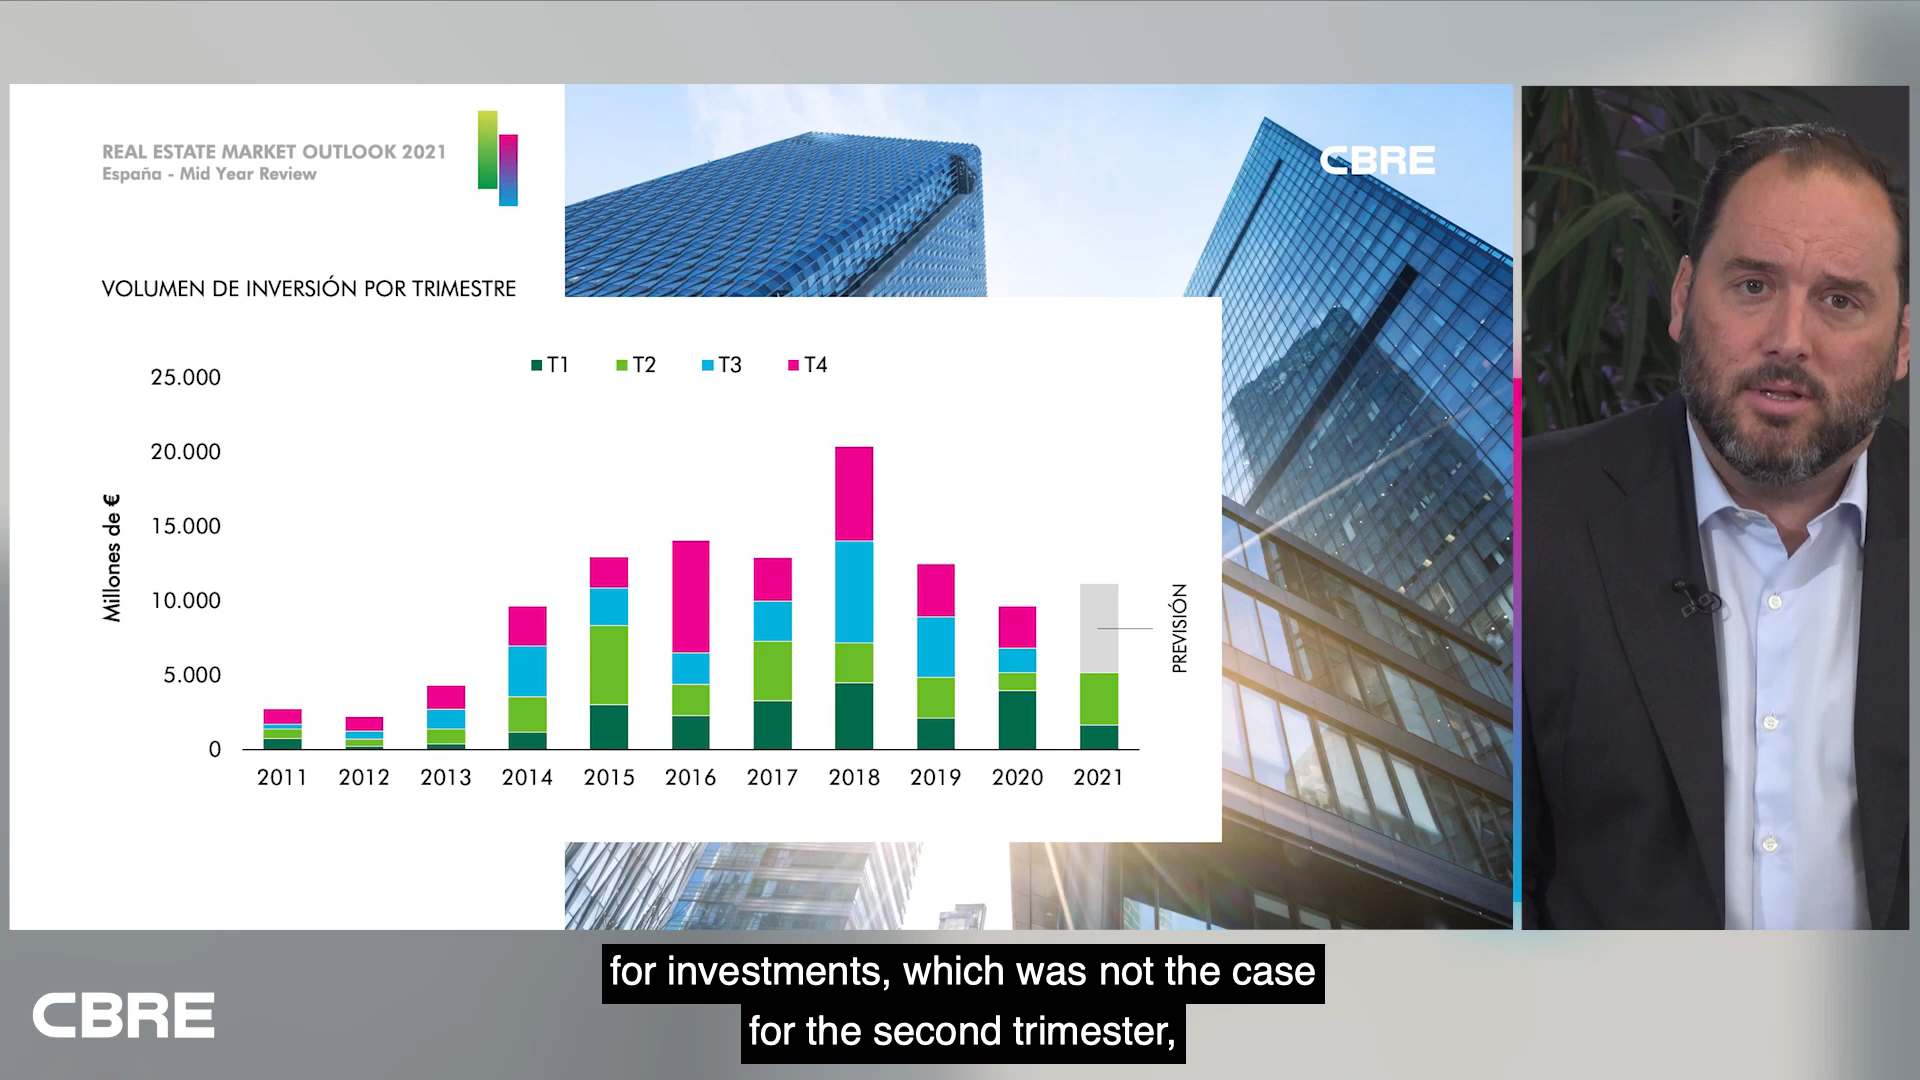 REAL ESTATE MARKET OUTLOOK 2021
España - Mid Year Review
CBRE
VOLUMEN DE INVERSIÓN POR TRIMESTRE
T1 T2 T3 T4
Millones de €
25.000
20.000
15.000
10.000
5.000
0
2011 2012 2013 2014 2015 2016 2017 2018 2019 2020 2021
PREVISIÓN
for investments, which was not the case
for the second trimester,
CBRE